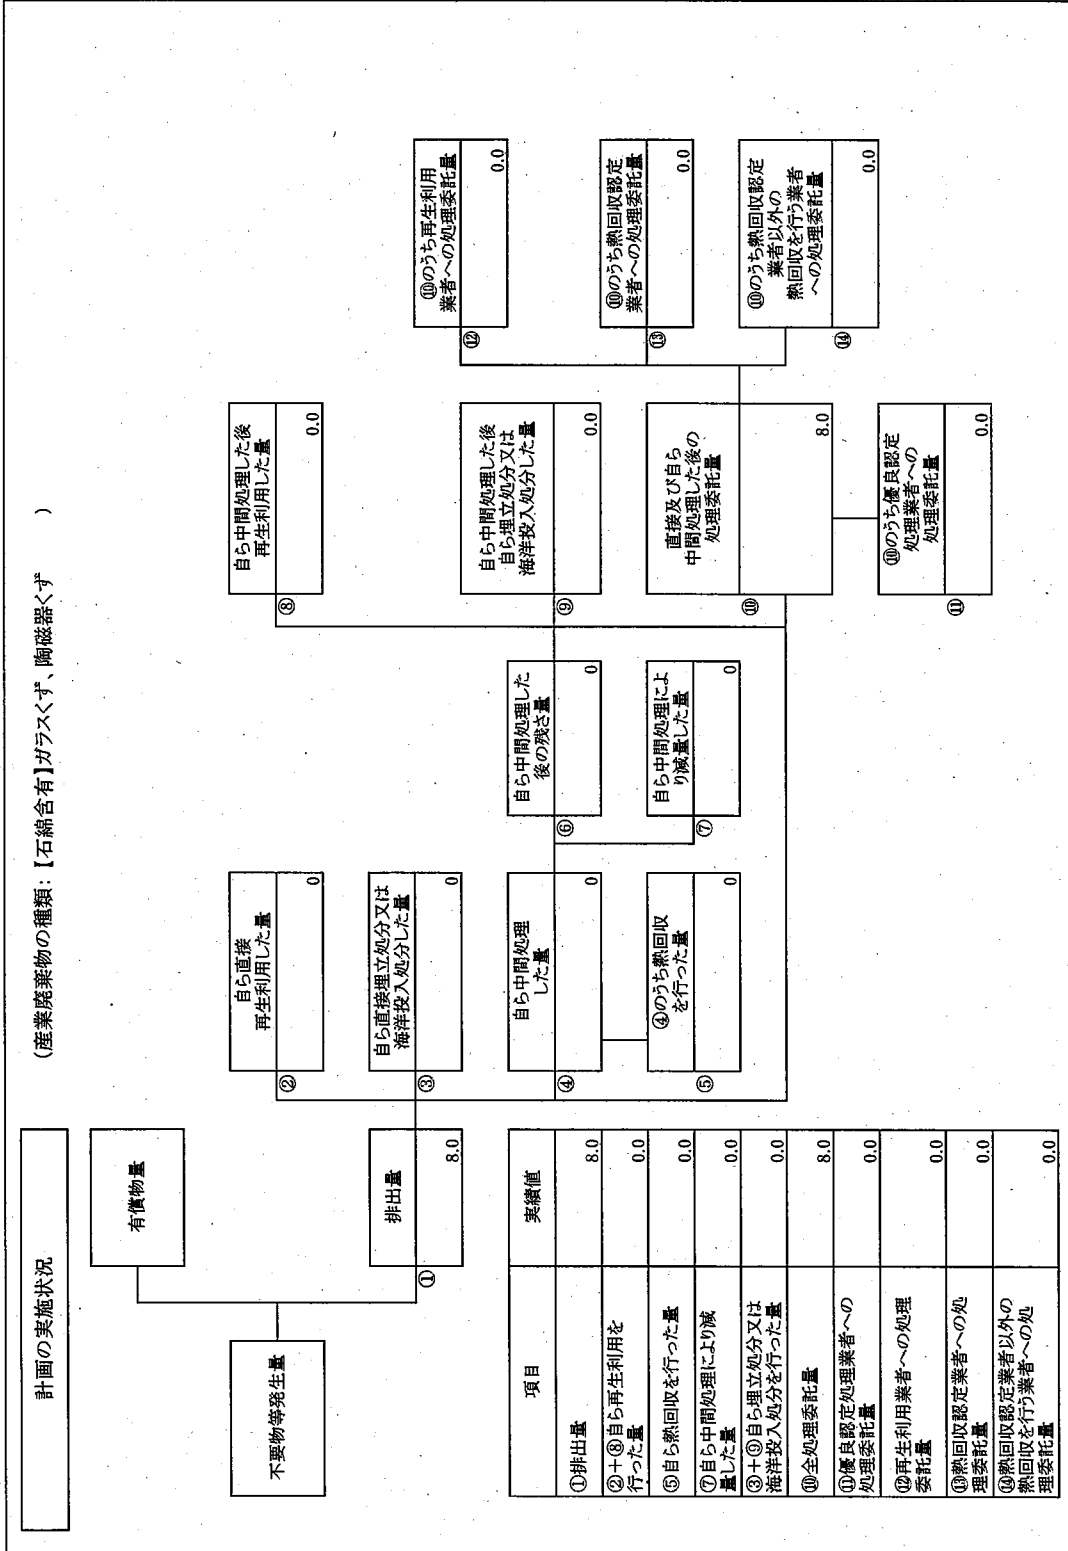 計画の実施状況
(産業廃棄物の種類：【石綿含有】ガラスくず、陶磁器くず )
不要物等発生量
有償物量
①
排出量
8.0
②
自ら直接
再生利用した量
0
③
自ら直接埋立処分又は
海洋投入処分した量
0
④
自ら中間処理
した量
0
⑤
④のうち熱回収
を行った量
0
⑥
自ら中間処理した
後の残さ量
0
⑦
自ら中間処理によ
り減量した量
0
⑧
自ら中間処理した後
再生利用した量
0.0
⑨
自ら中間処理した後
自ら埋立処分又は
海洋投入処分した量
0.0
⑩
直接及び自ら
中間処理した後の
処理委託量
8.0
⑪
⑩のうち優良認定
処理業者への
処理委託量
0.0
⑫
⑩のうち再生利用
業者への処理委託量
0.0
⑬
⑩のうち熱回収認定
業者への処理委託量
0.0
⑭
⑩のうち熱回収認定
業者以外の
熱回収を行う業者
への処理委託量
0.0
項目 実績値
①排出量 8.0
②+⑧自ら再生利用を
行った量 0.0
⑤自ら熱回収を行った量 0.0
⑦自ら中間処理により減
量した量 0.0
③+⑨自ら埋立処分又は
海洋投入処分を行った量 0.0
⑩全処理委託量 8.0
⑪優良認定処理業者への
処理委託量 0.0
⑫再生利用業者への処理
委託量 0.0
⑬熱回収認定業者への処
理委託量 0.0
⑭熱回収認定業者以外の
熱回収を行う業者への処
理委託量 0.0